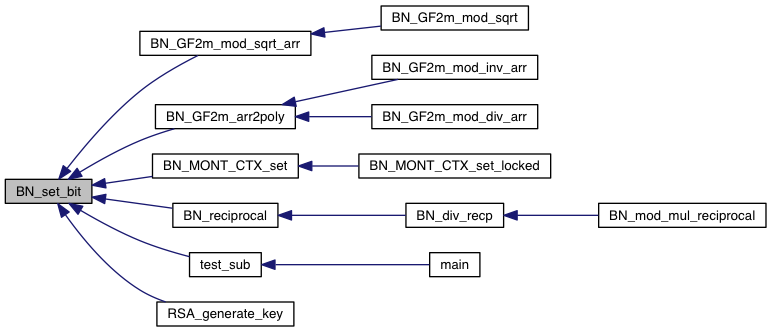 BN_GF2m_mod_sqrt
BN_GF2m_mod_sqrt_arr
BN_GF2m_mod_inv_arr
BN_GF2m_arr2poly
BN_GF2m_mod_div_arr
BN_MONT_CTX_set
BN_MONT_CTX_set_locked
BN_set_bit
BN_reciprocal
BN_div_recp
BN_mod_mul_reciprocal
test_sub
main
RSA_generate_key